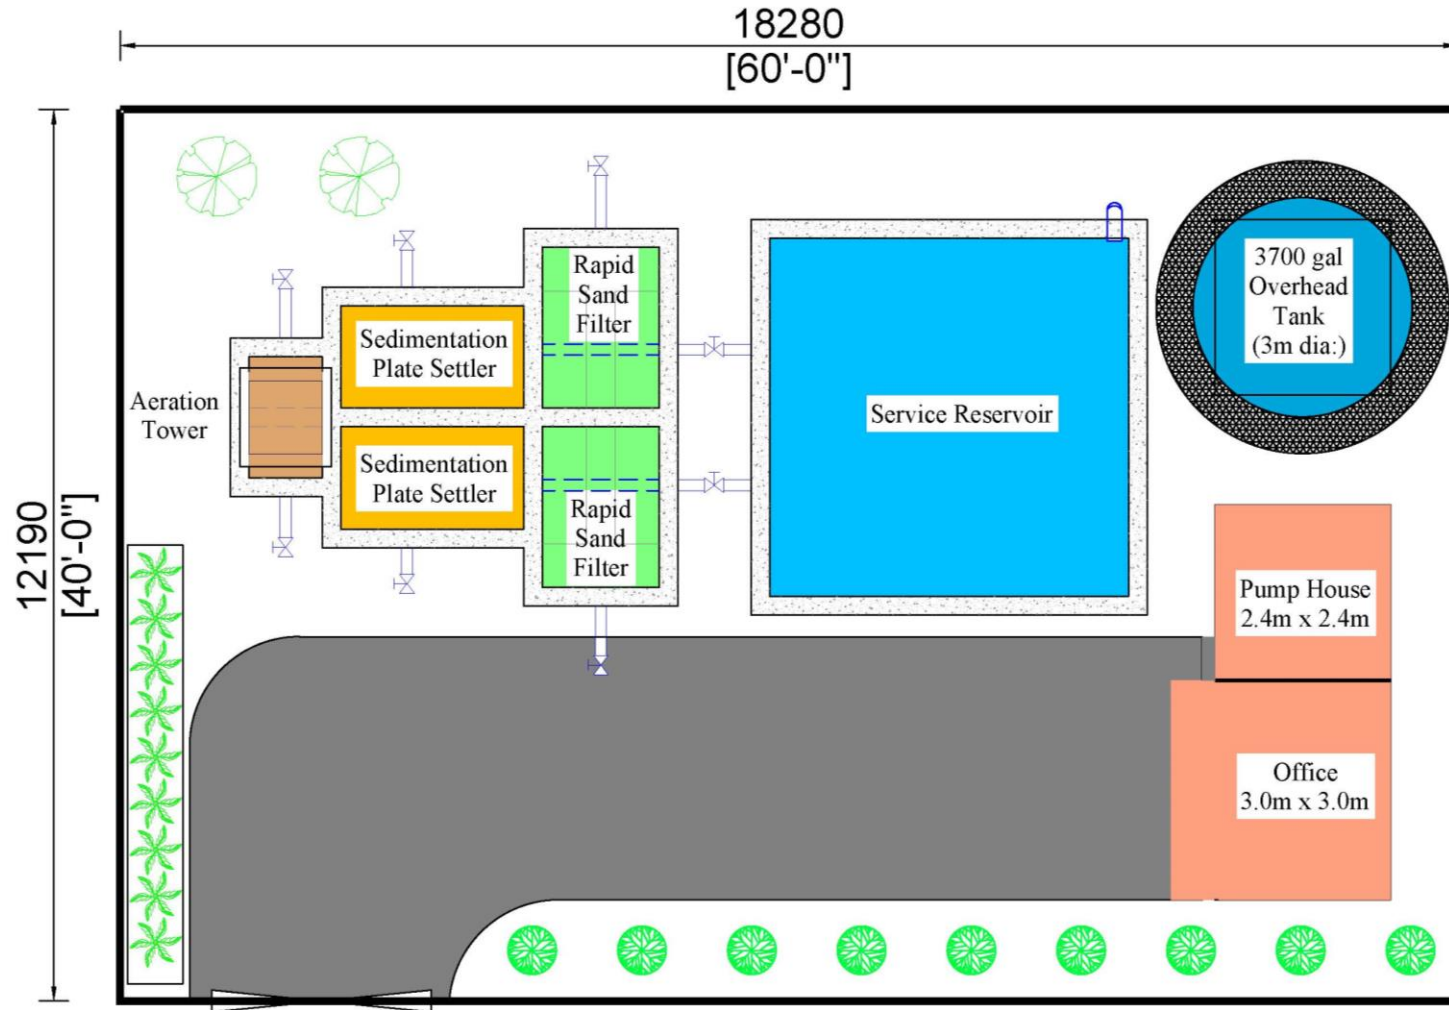 18280
[60'-0"]
12190
[40'-0"]
Aeration
Tower
Sedimentation
Plate Settler
Sedimentation
Plate Settler
Rapid
Sand
Filter
Rapid
Sand
Filter
Service Reservoir
3700 gal
Overhead
Tank
(3m dia:)
Pump House
2.4m x 2.4m
Office
3.0m x 3.0m